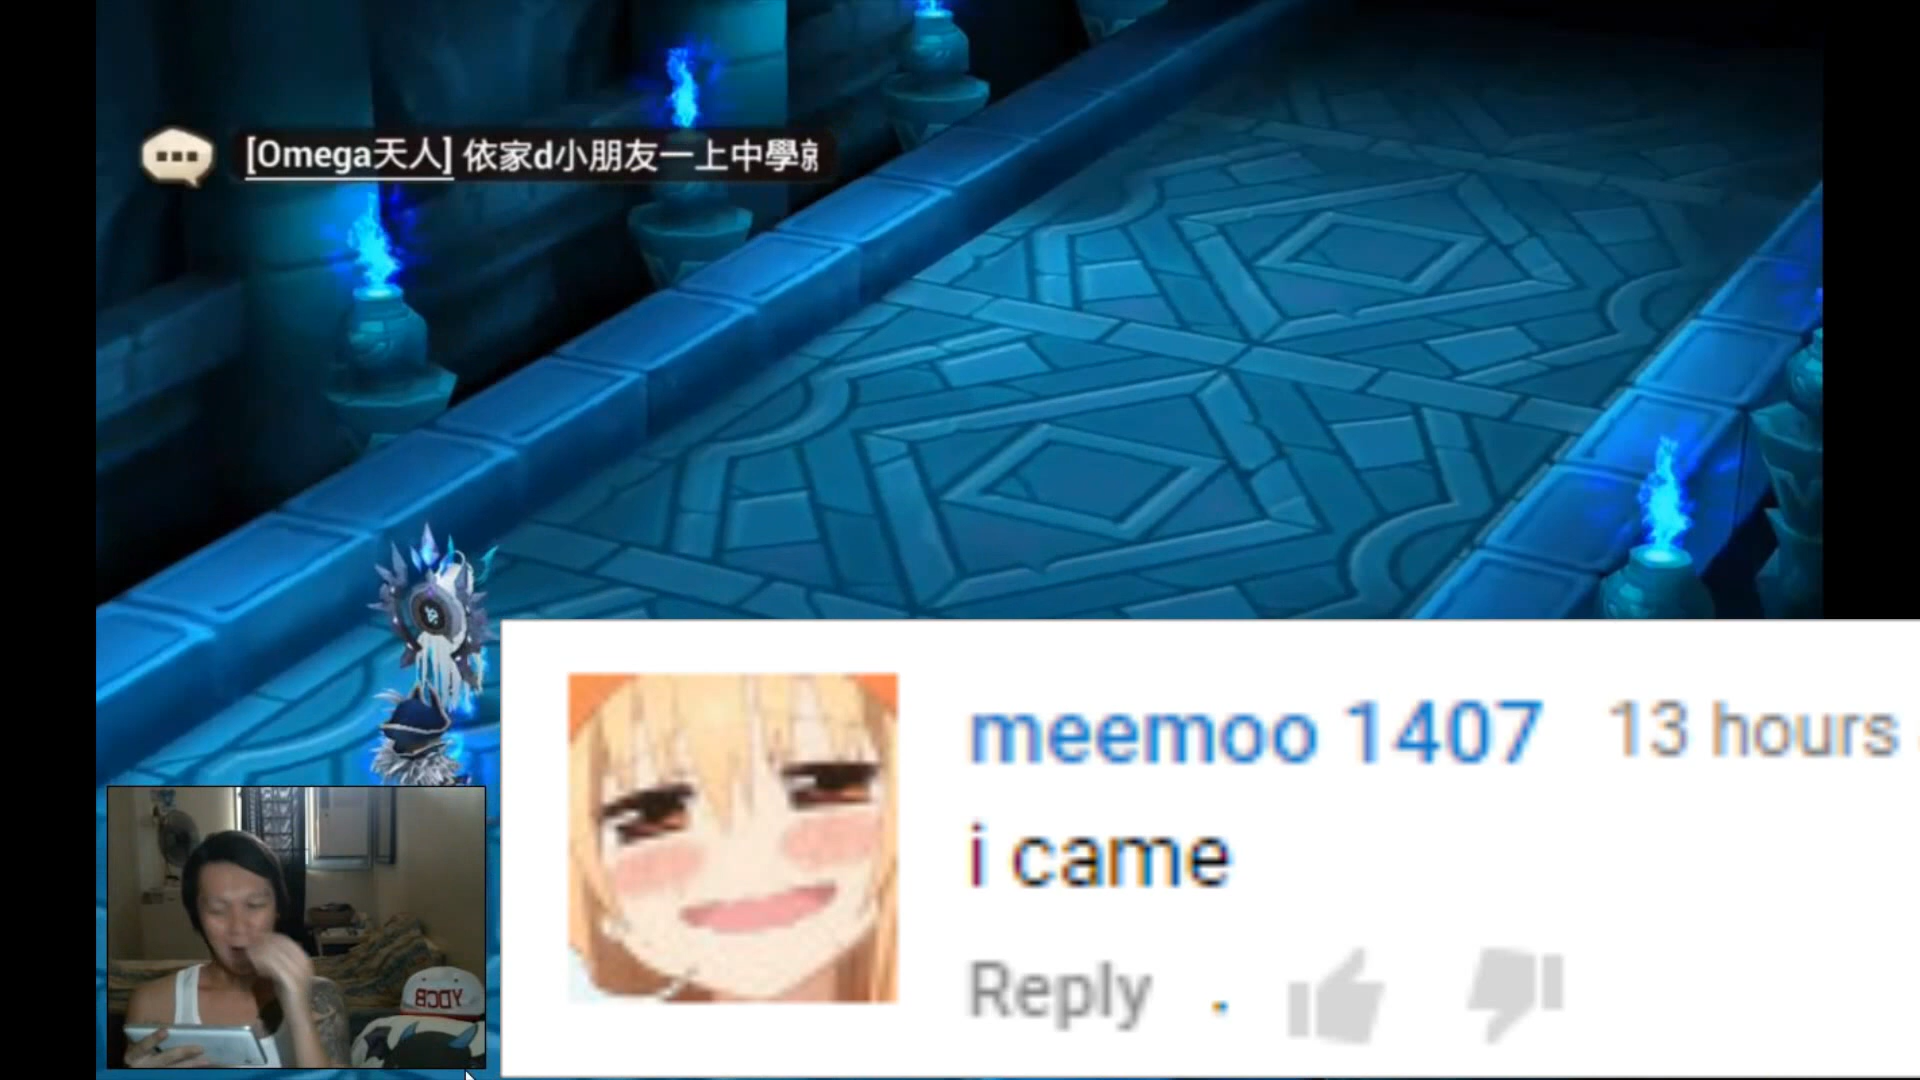 [Omega天人] 依家d小朋友一上中學
meemoo 1407 13 hours
i came
Reply
YDCB